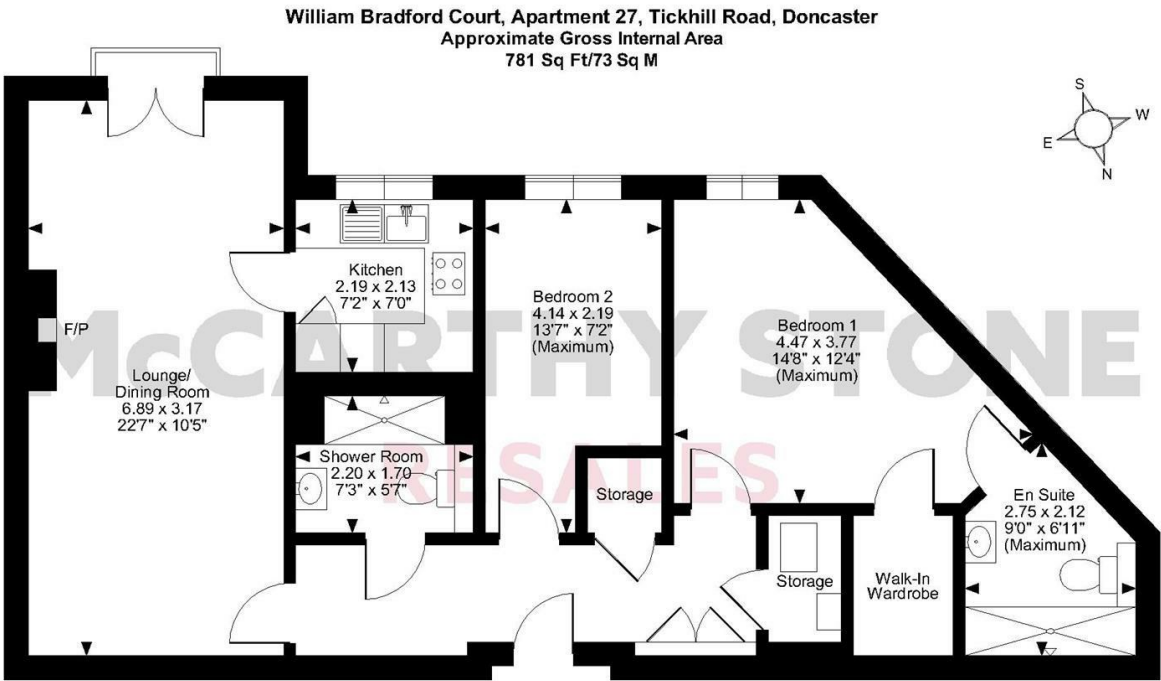 William Bradford Court, Apartment 27, Tickhill Road, Doncaster
Approximate Gross Internal Area
781 Sq Ft/73 Sq M
S
W
E
N
Kitchen
2.19 x 2.13
7'2" x 7'0"
Bedroom 2
4.14 x 2.19
13'7" x 7'2"
(Maximum)
Bedroom 1
4.47 x 3.77
14'8" x 12'4"
(Maximum)
F/P
McCARTHY STONE
RESALES
Lounge/
Dining Room
6.89 x 3.17
22'7" x 10'5"
Shower Room
2.20 x 1.70
7'3" x 5'7"
Storage
En Suite
2.75 x 2.12
9'0" x 6'11"
(Maximum)
Storage
Walk-In
Wardrobe